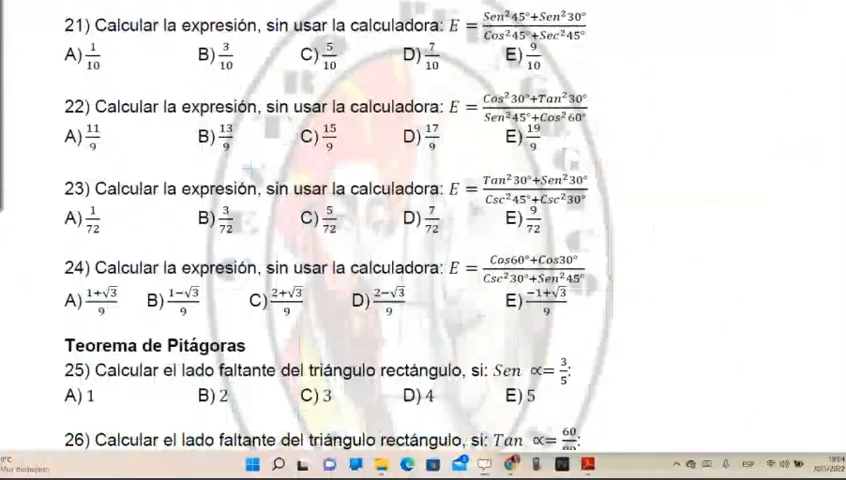 21) Calcular la expresión, sin usar la calculadora: E = (Sen²45°+Sen²30°)/(Cos²45°+Sec²45°)
A) 1/10 B) 3/10 C) 5/10 D) 7/10 E) 9/10
22) Calcular la expresión, sin usar la calculadora: E = (Cos²30°+Tan²30°)/(Sen²45°+Cos²60°)
A) 11/9 B) 13/9 C) 15/9 D) 17/9 E) 19/9
23) Calcular la expresión, sin usar la calculadora: E = (Tan²30°+Sen²30°)/(Csc²45°+Csc²30°)
A) 1/72 B) 3/72 C) 5/72 D) 7/72 E) 9/72
24) Calcular la expresión, sin usar la calculadora: E = (Cos60°+Cos30°)/(Csc²30°+Sen²45°)
A) (1+√3)/9 B) (1−√3)/9 C) (2+√3)/9 D) (2−√3)/9 E) (−1+√3)/9
Teorema de Pitágoras
25) Calcular el lado faltante del triángulo rectángulo, si: Sen ∝= 3/5:
A) 1 B) 2 C) 3 D) 4 E) 5
26) Calcular el lado faltante del triángulo rectángulo, si: Tan ∝= 60/
9°C
ESP
19:04
30/5/2022